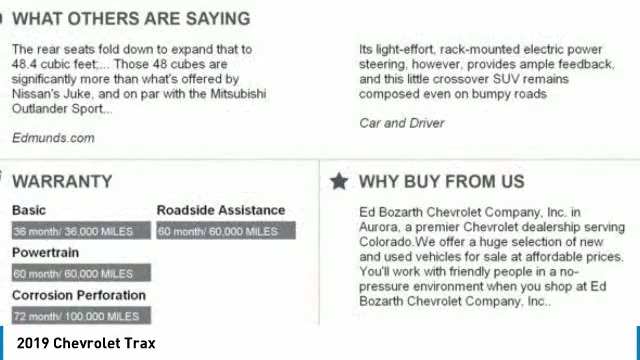 WHAT OTHERS ARE SAYING
The rear seats fold down to expand that to
48.4 cubic feet;... Those 48 cubes are
significantly more than what's offered by
Nissan's Juke, and on par with the Mitsubishi
Outlander Sport...
Edmunds.com
Its light-effort, rack-mounted electric power
steering, however, provides ample feedback,
and this little crossover SUV remains
composed even on bumpy roads
Car and Driver
WARRANTY
Basic
36 month/ 36,000 MILES
Roadside Assistance
60 month/ 60,000 MILES
Powertrain
60 month/ 60,000 MILES
Corrosion Perforation
72 month/ 100,000 MILES
WHY BUY FROM US
Ed Bozarth Chevrolet Company, Inc. in
Aurora, a premier Chevrolet dealership serving
Colorado.We offer a huge selection of new
and used vehicles for sale at affordable prices.
You'll work with friendly people in a no-
pressure environment when you shop at Ed
Bozarth Chevrolet Company, Inc..
2019 Chevrolet Trax